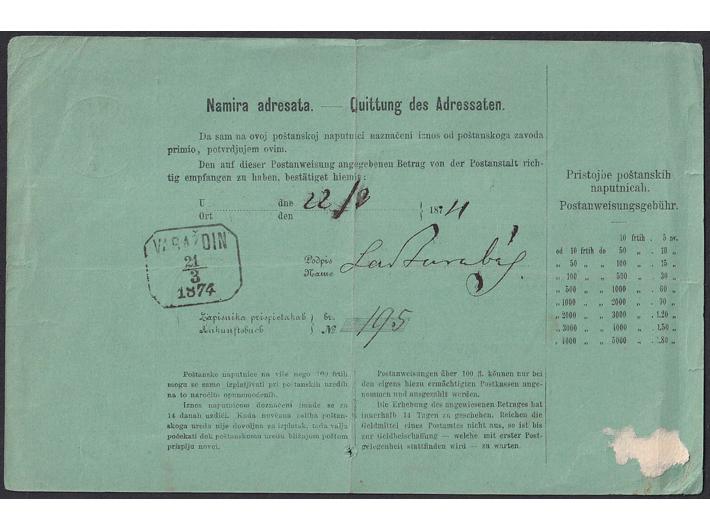 Namira adresata. — Quittung des Adressaten.
Da sam na ovoj poštanskoj naputnici naznačeni iznos od poštanskoga zavoda
primio, potvrdjujem ovim.
Den auf dieser Postanweisung angegebenen Betrag von der Postanstalt rich-
tig empfangen zu haben, bestätiget hiemit:
U dne 22/3 1874
Ort den
VARAŽDIN
21
3
1874
Podpis
Name
Zapisnika prispietakah br. 195
Ankunftsbuch №
Poštanske naputnice na više nego 100 frtih
mogu se samo izplatjivati pri poštanskih uredih
na to naročito opunomoćenih.
Iznos naputnicom doznačeni imade se za
14 danah uzdići. Kada novčana zaliha poštan-
skoga ureda nije dovoljna za izplatak, tada valja
počekati dok poštanskomu uredu bližnjom poštom
prispiju novci.
Postanweisungen über 100 fl. können nur bei
den eigens hiezu ermächtigten Postkassen ange-
nommen und ausgezahlt werden.
Die Erhebung des angewiesenen Betrages hat
innerhalb 14 Tagen zu geschehen. Reichen die
Geldmittel eines Postamtes nicht aus, so ist bis
zur Geldbeischaffung — welche mit erster Post-
gelegenheit stattfinden wird — zu warten.
Pristojbe poštanskih
naputnicah.
Postanweisungsgebühr.
10 frtih . 5 nv.
od 10 frtih do 50 „ . 10 „
„ 50 „ „ 100 „ . 15 „
„ 100 „ „ 500 „ . 30 „
„ 500 „ „ 1000 „ . 60 „
„ 1000 „ „ 2000 „ . 90 „
„ 2000 „ „ 3000 „ . 1.20 „
„ 3000 „ „ 4000 „ . 1.50 „
„ 4000 „ „ 5000 „ . 1.80 „